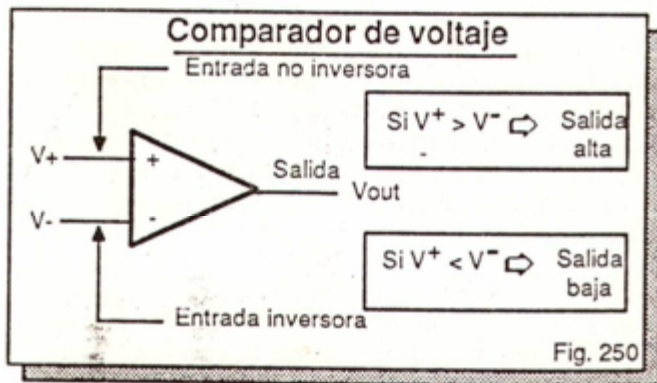 Comparador de voltaje
Entrada no inversora
Si V+ > V- ⇨ Salida
alta
V+
+
Salida
Vout
V-
-
Si V+ < V- ⇨ Salida
baja
Entrada inversora
Fig. 250